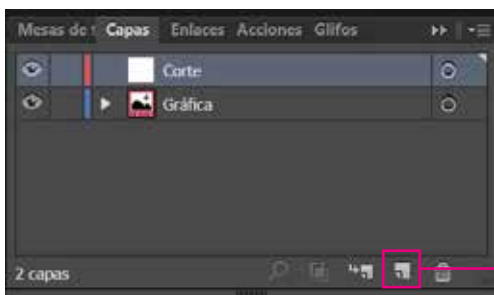 Mesas de t Capas Enlaces Acciones Glifos
Corte
Gráfica
2 capas